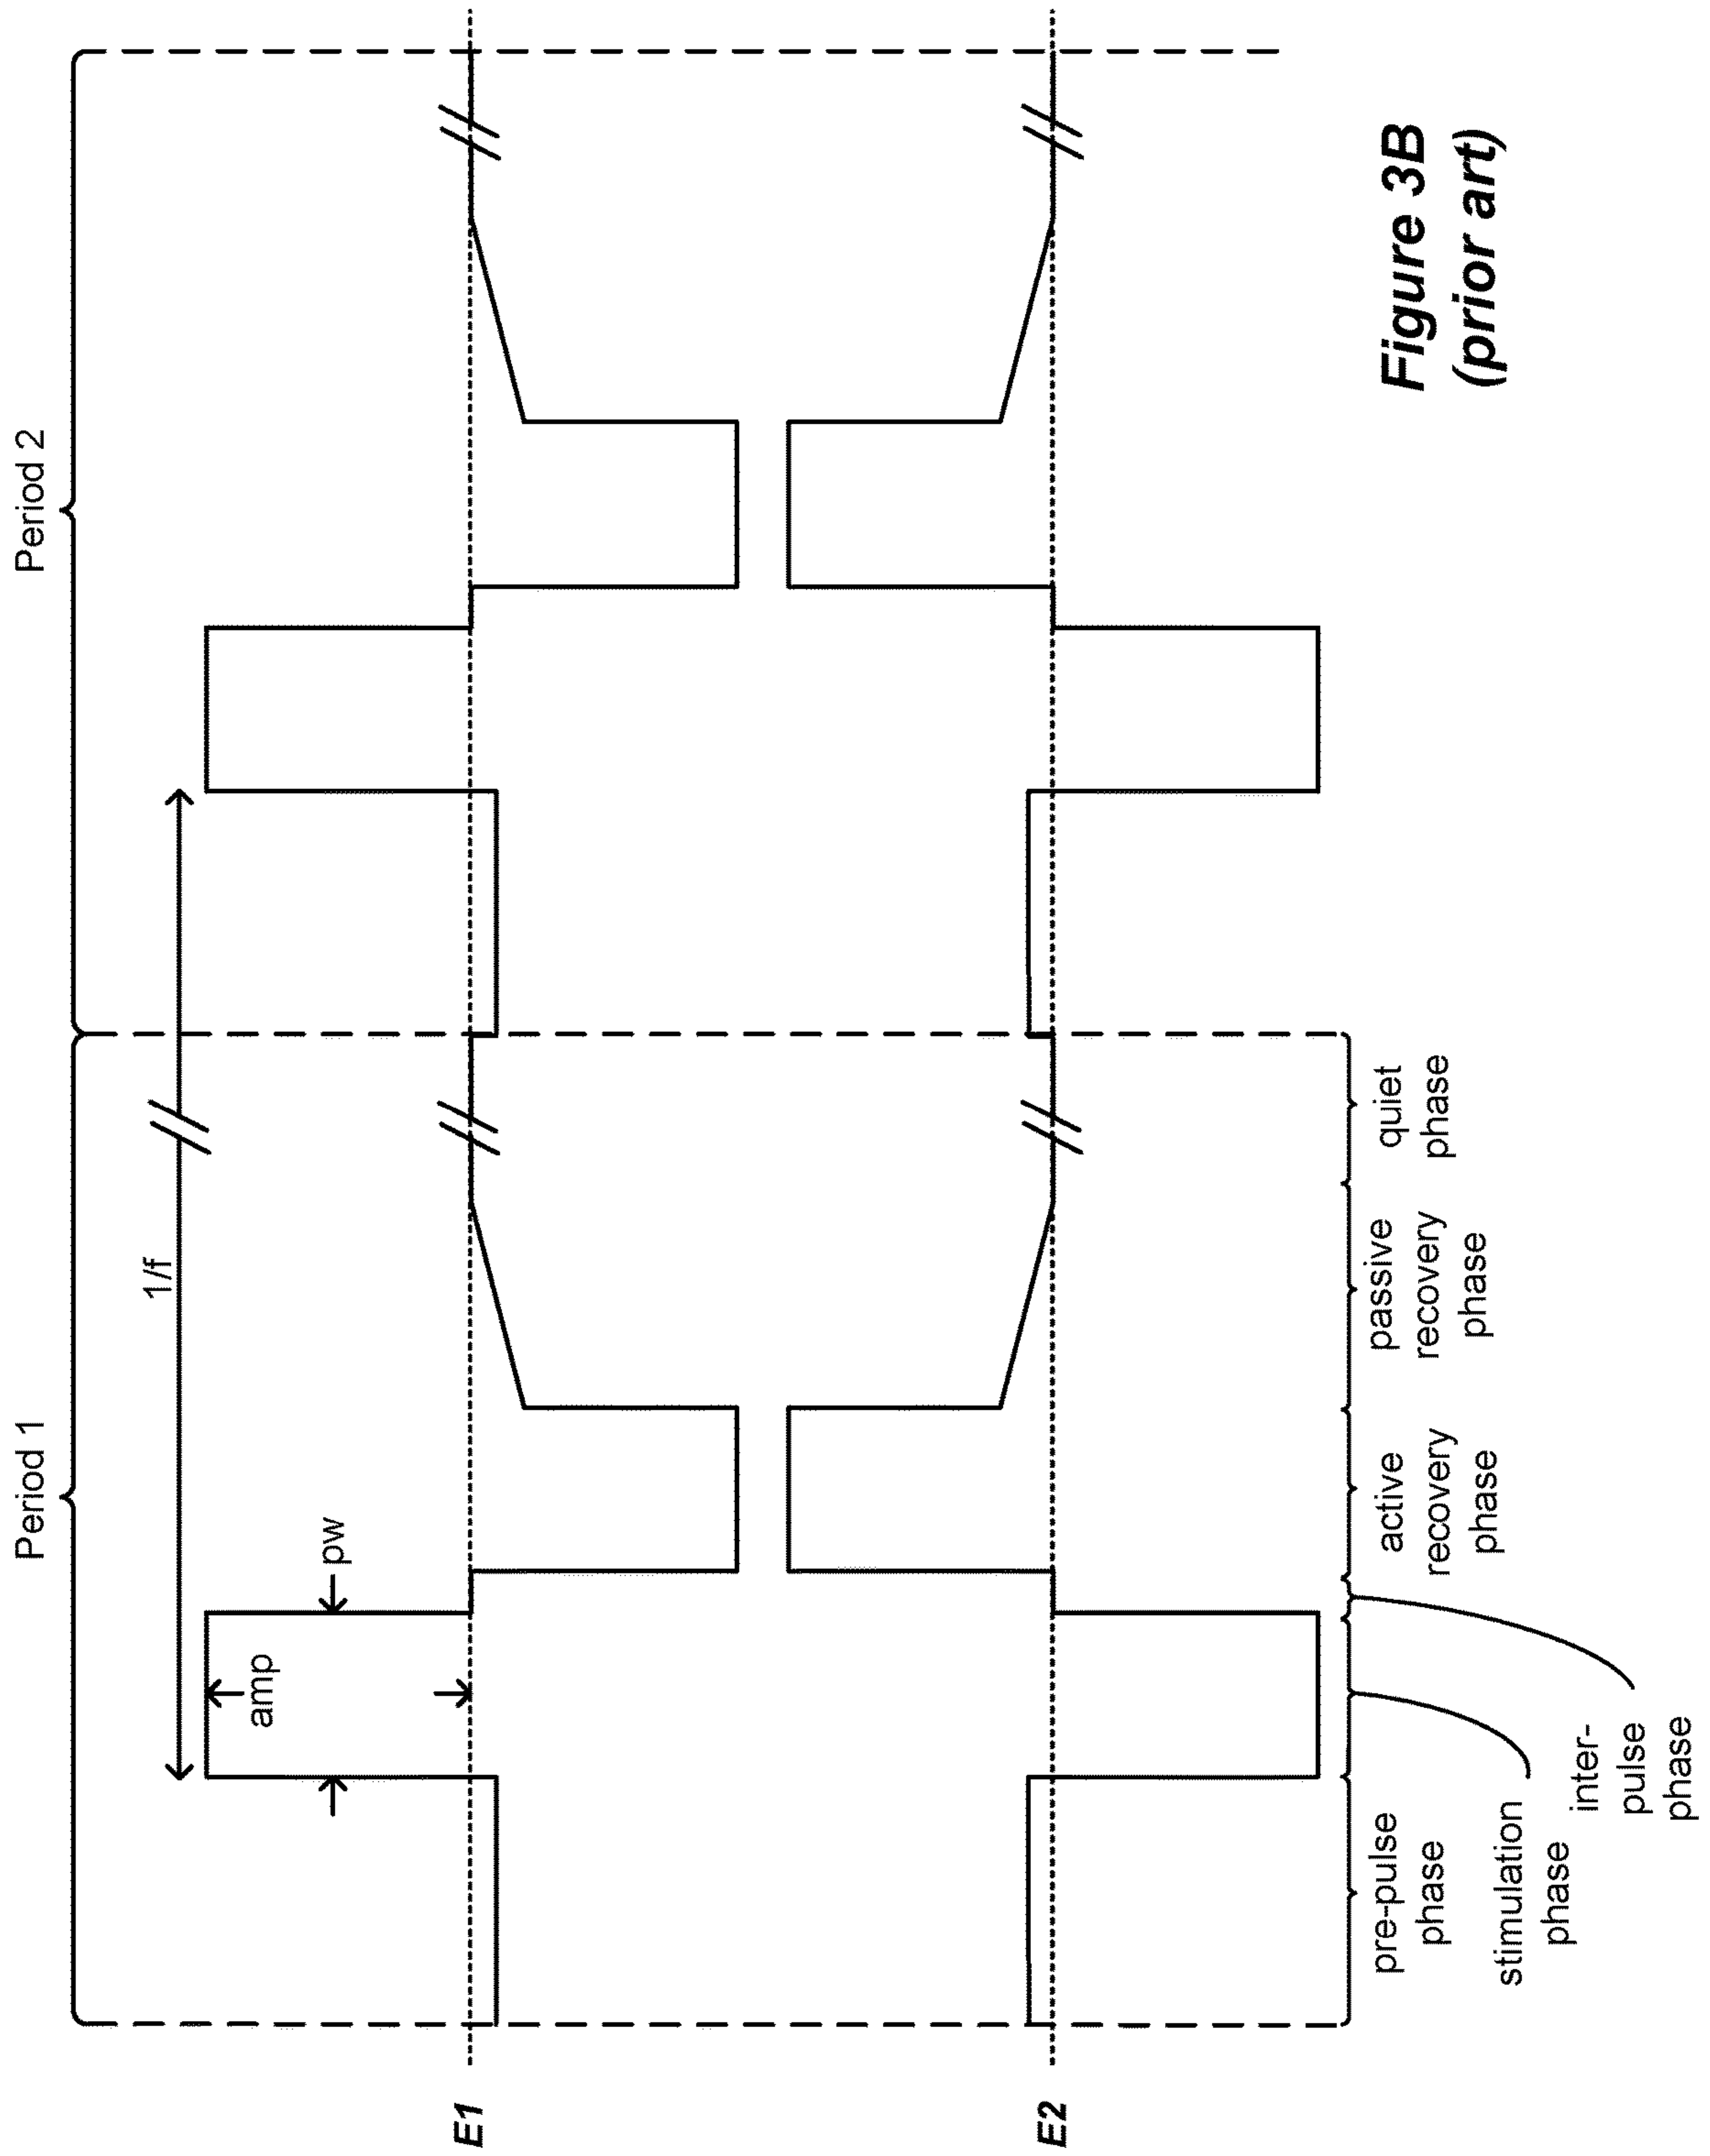 Period 1
Period 2
1/f
amp
pw
E1
E2
pre-pulse
phase
stimulation
phase
inter-
pulse
phase
active
recovery
phase
passive
recovery
phase
quiet
phase
Figure 3B
(prior art)